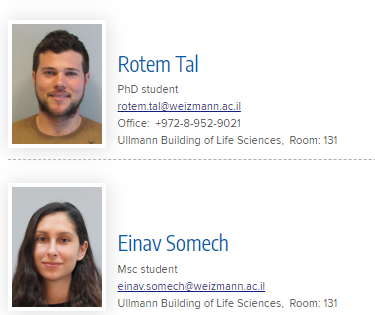 Rotem Tal
PhD student
rotem.tal@weizmann.ac.il
Office: +972-8-952-9021
Ullmann Building of Life Sciences, Room: 131
Einav Somech
Msc student
einav.somech@weizmann.ac.il
Ullmann Building of Life Sciences, Room: 131